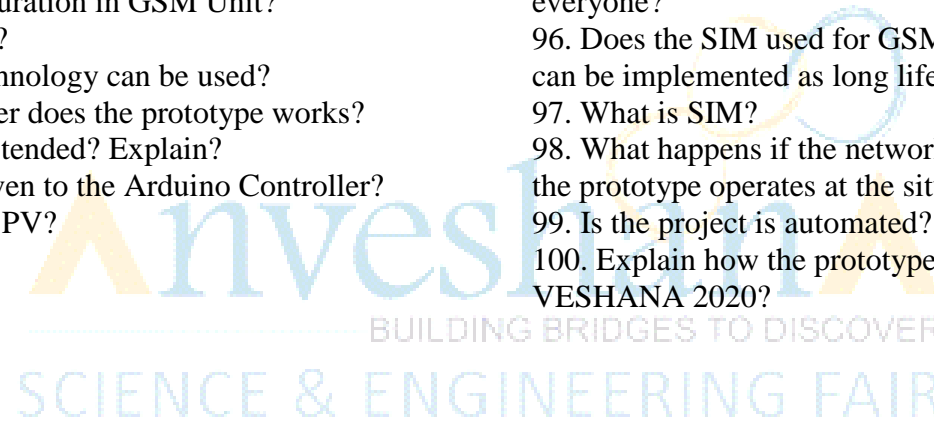 uration in GSM Unit?
?
hnology can be used?
er does the prototype works?
tended? Explain?
ven to the Arduino Controller?
PV?
everyone?
96. Does the SIM used for GSM
can be implemented as long life
97. What is SIM?
98. What happens if the networ
the prototype operates at the sit
99. Is the project is automated?
100. Explain how the prototype
VESHANA 2020?
AnveshanA
BUILDING BRIDGES TO DISCOVER
SCIENCE & ENGINEERING FAIR